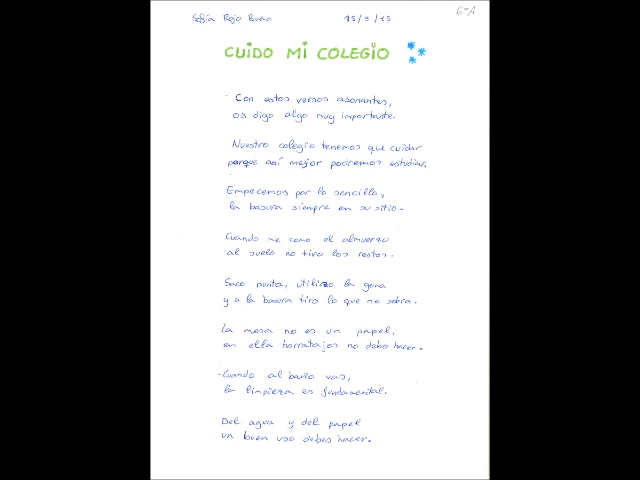 Sofía Rojo Bueno 15/3/15 6ºA
CUIDO MI COLEGIO
Con estos versos asonantes,
os digo algo muy importante.
Nuestro colegio tenemos que cuidar
porque así mejor podremos estudiar.
Empecemos por lo sencillo,
la basura siempre en su sitio.
Cuando me como el almuerzo
al suelo no tiro los restos.
Saco punta, utilizo la goma
y a la basura tiro lo que me sobra.
La mesa no es un papel,
en ella borratajos no debo hacer.
Cuando al baño vas,
la limpieza es fundamental.
Del agua y del papel
un buen uso debes hacer.